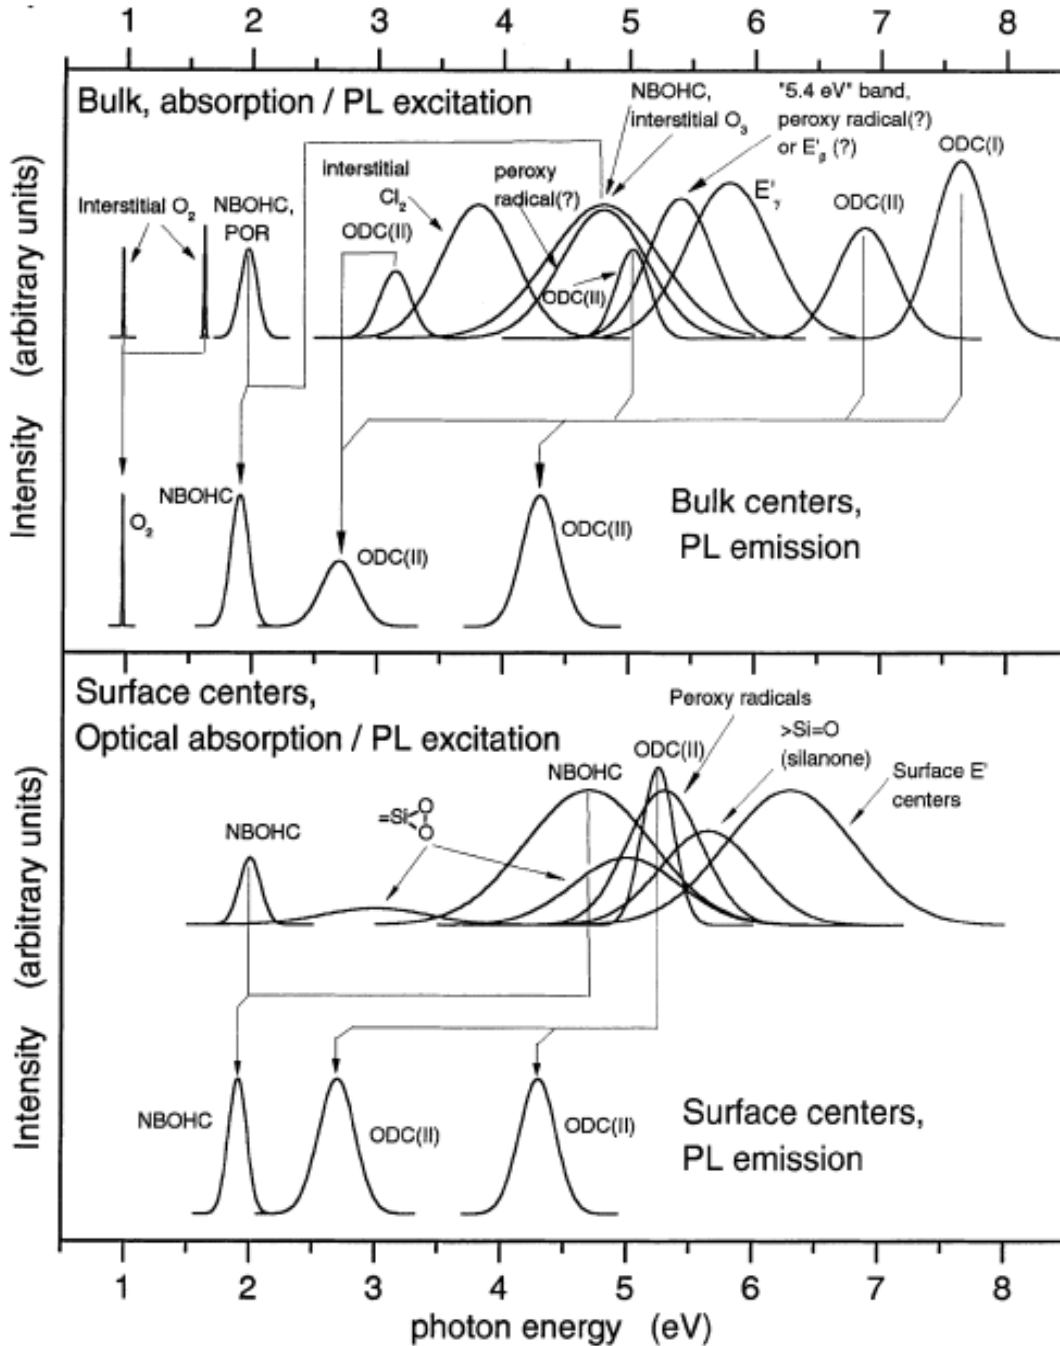 1 2 3 4 5 6 7 8
Bulk, absorption / PL excitation
NBOHC,
interstitial O₃
"5.4 eV" band,
peroxy radical(?)
or E'β (?)
ODC(I)
interstitial
Cl₂
peroxy
radical(?)
E'γ
ODC(II)
Interstitial O₂
NBOHC,
POR
ODC(II)
ODC(II)
Intensity (arbitrary units)
O₂
NBOHC
ODC(II)
ODC(II)
Bulk centers,
PL emission
Surface centers,
Optical absorption / PL excitation
Peroxy radicals
ODC(II)
>Si=O
(silanone)
NBOHC
Surface E'
centers
=Si
O
O
NBOHC
Intensity (arbitrary units)
NBOHC
ODC(II)
ODC(II)
Surface centers,
PL emission
1 2 3 4 5 6 7 8
photon energy (eV)